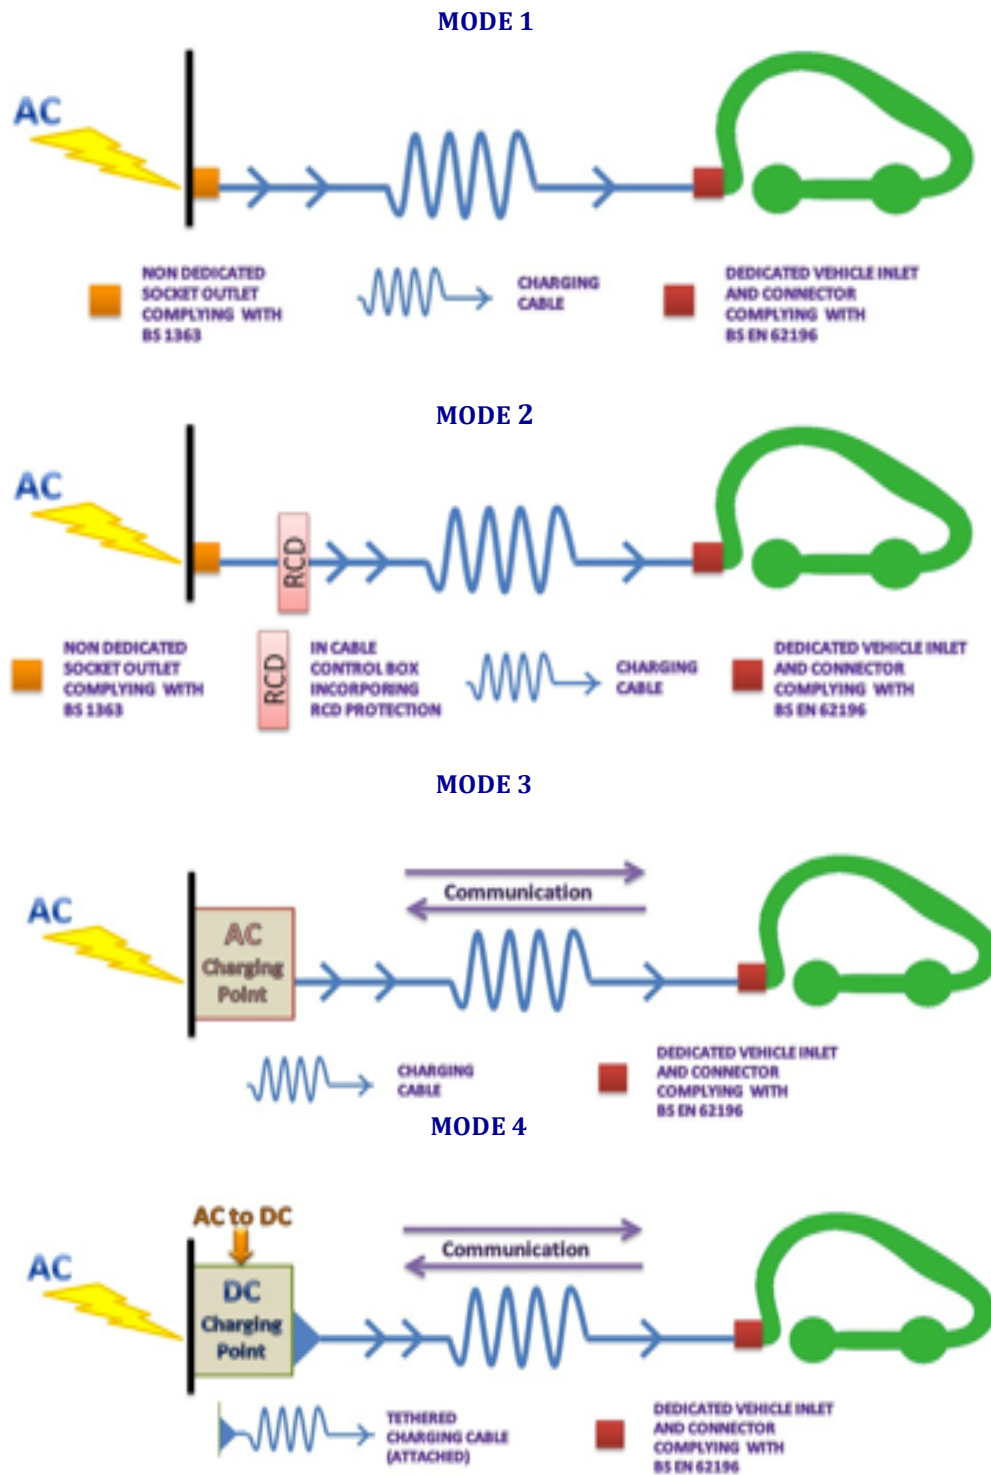 MODE 1
AC
NON DEDICATED
SOCKET OUTLET
COMPLYING WITH
BS 1363
CHARGING
CABLE
DEDICATED VEHICLE INLET
AND CONNECTOR
COMPLYING WITH
BS EN 62196
MODE 2
AC
RCD
NON DEDICATED
SOCKET OUTLET
COMPLYING WITH
BS 1363
RCD
IN CABLE
CONTROL BOX
INCORPORING
RCD PROTECTION
CHARGING
CABLE
DEDICATED VEHICLE INLET
AND CONNECTOR
COMPLYING WITH
BS EN 62196
MODE 3
AC
AC
Charging
Point
Communication
CHARGING
CABLE
DEDICATED VEHICLE INLET
AND CONNECTOR
COMPLYING WITH
BS EN 62196
MODE 4
AC to DC
AC
DC
Charging
Point
Communication
TETHERED
CHARGING CABLE
(ATTACHED)
DEDICATED VEHICLE INLET
AND CONNECTOR
COMPLYING WITH
BS EN 62196